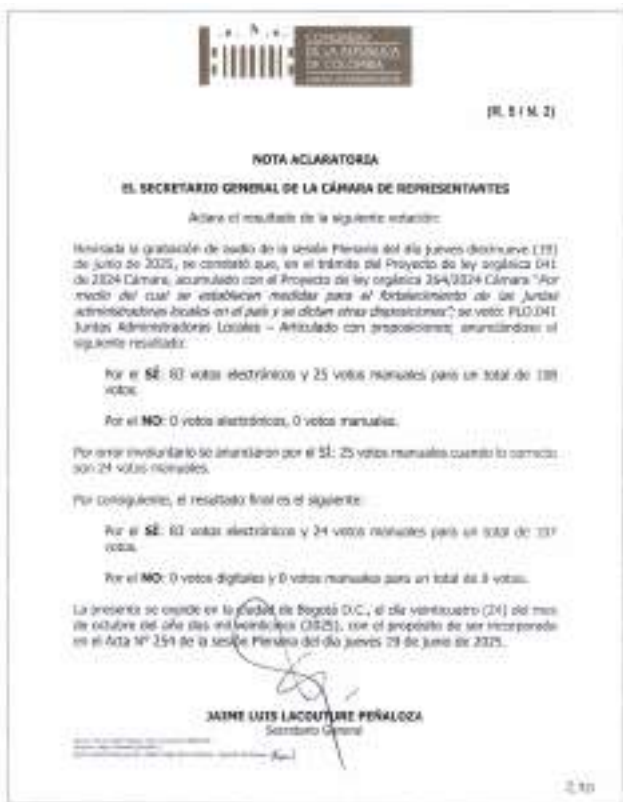 CONGRESO
DE LA REPÚBLICA
DE COLOMBIA
NOTA ACLARATORIA
EL SECRETARIO GENERAL DE LA CÁMARA DE REPRESENTANTES
Aclara el resultado de la siguiente votación:
la grabación de audio de la sesión Plenaria del día jueves diecinueve (19)
de junio de 2025, se constató que, en el trámite del Proyecto de ley orgánica 041
de 2024 Cámara, acumulado con el Proyecto de ley orgánica 264/2024 Cámara "Por
medio del cual se establecen medidas para el fortalecimiento de las juntas
administradoras locales en el país y se dictan otras disposiciones"; se votó: PLO.041
Juntas Administradoras Locales – Articulado con proposiciones; anunciándose el
siguiente resultado:
Por el SÍ: 83 votos electrónicos y 25 votos manuales para un total de 108
votos.
Por el NO: 0 votos electrónicos, 0 votos manuales.
Por error involuntario se anunciaron por el SÍ: 25 votos manuales cuando lo correcto
son 24 votos manuales.
Por consiguiente, el resultado final es el siguiente:
Por el SÍ: 83 votos electrónicos y 24 votos manuales para un total de 107
votos.
Por el NO: 0 votos digitales y 0 votos manuales para un total de 0 votos.
La presente se expide en la ciudad de Bogotá D.C., el día veinticuatro (24) del mes
de octubre del año dos mil veinticinco (2025), con el propósito de ser incorporada
en el Acta N° 254 de la sesión Plenaria del día jueves 19 de junio de 2025.
JAIME LUIS LACOUTURE PEÑALOZA
Secretario General